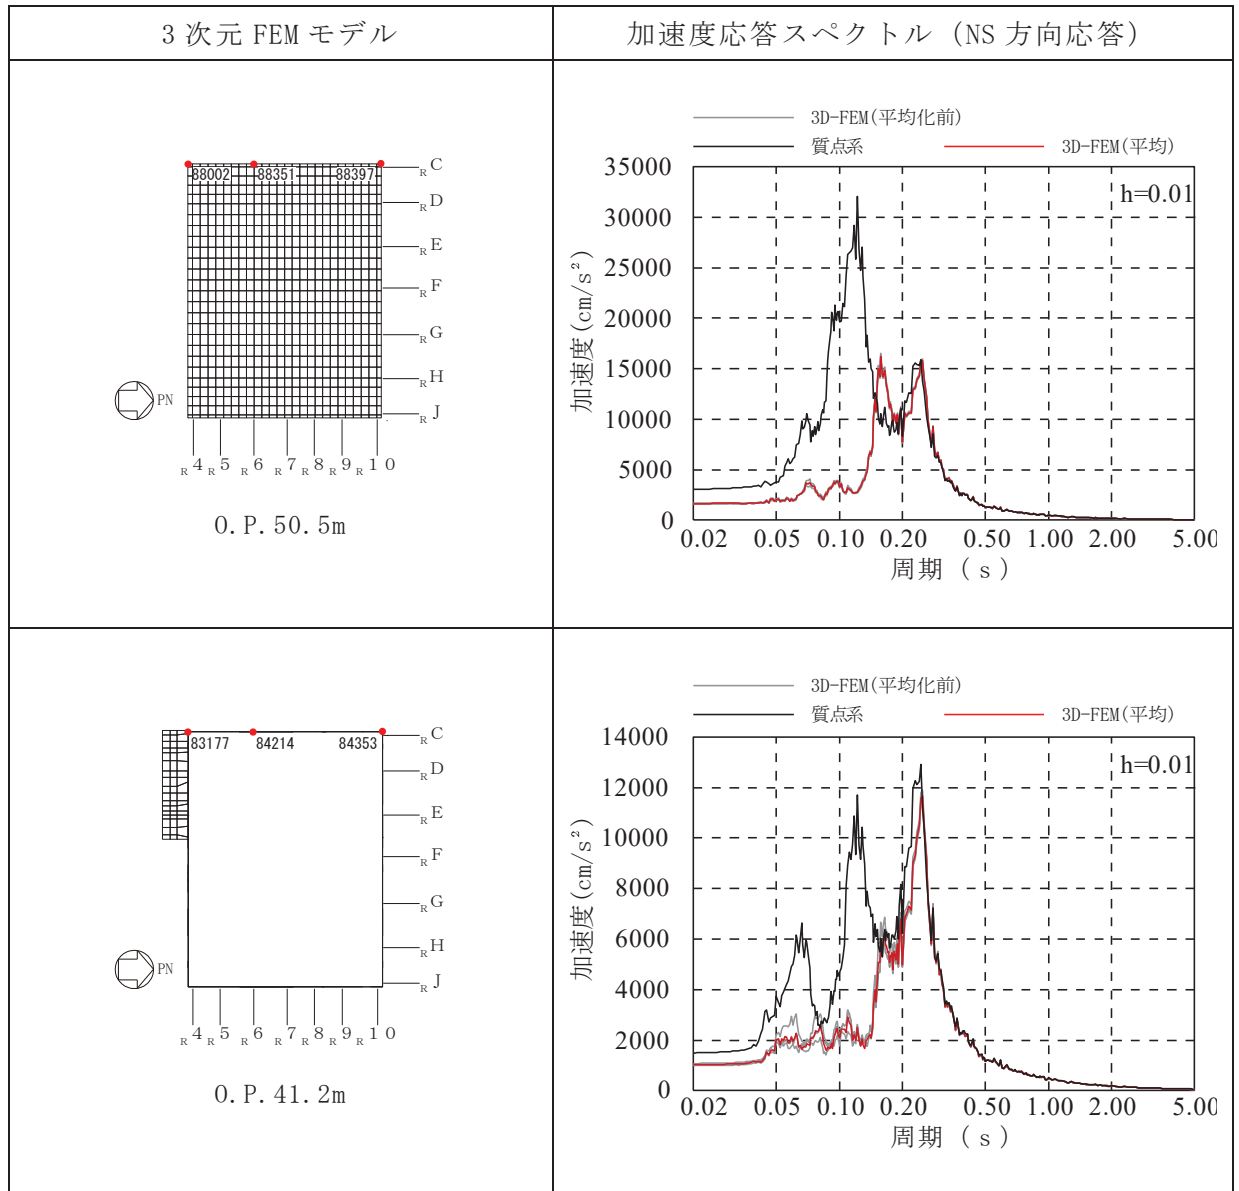 3次元 FEM モデル
加速度応答スペクトル（NS 方向応答）
88002 88351 88397
RC
RD
RE
RF
RG
RH
RJ
PN
R4 R5 R6 R7 R8 R9 R10
O.P.50.5m
3D-FEM(平均化前)
質点系 3D-FEM(平均)
h=0.01
加速度(cm/s²)
35000
30000
25000
20000
15000
10000
5000
0
0.02 0.05 0.10 0.20 0.50 1.00 2.00 5.00
周期（s）
83177 84214 84353
RC
RD
RE
RF
RG
RH
RJ
PN
R4 R5 R6 R7 R8 R9 R10
O.P.41.2m
3D-FEM(平均化前)
質点系 3D-FEM(平均)
h=0.01
加速度(cm/s²)
14000
12000
10000
8000
6000
4000
2000
0
0.02 0.05 0.10 0.20 0.50 1.00 2.00 5.00
周期（s）